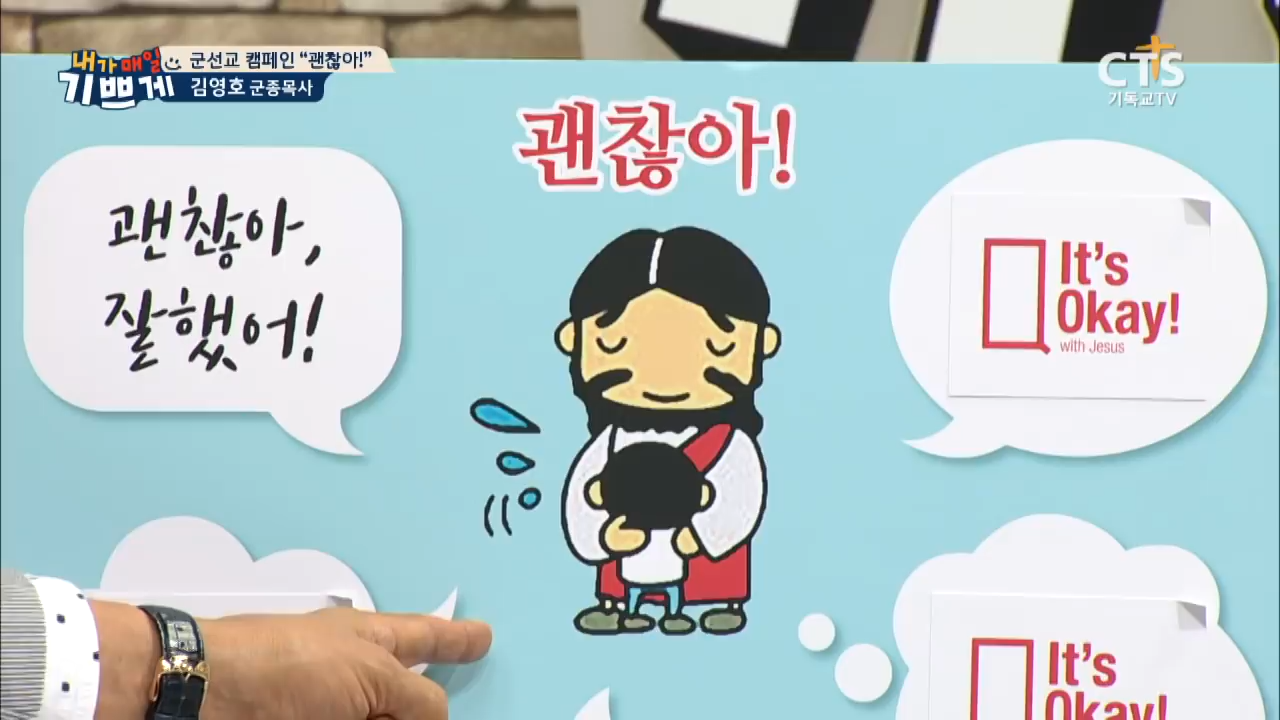 내가 매일
기쁘게
군선교 캠페인 “괜찮아!”
김영호 군종목사
CTS
기독교TV
괜찮아!
괜찮아,
잘했어!
It's
Okay!
with Jesus
It's
Okay!